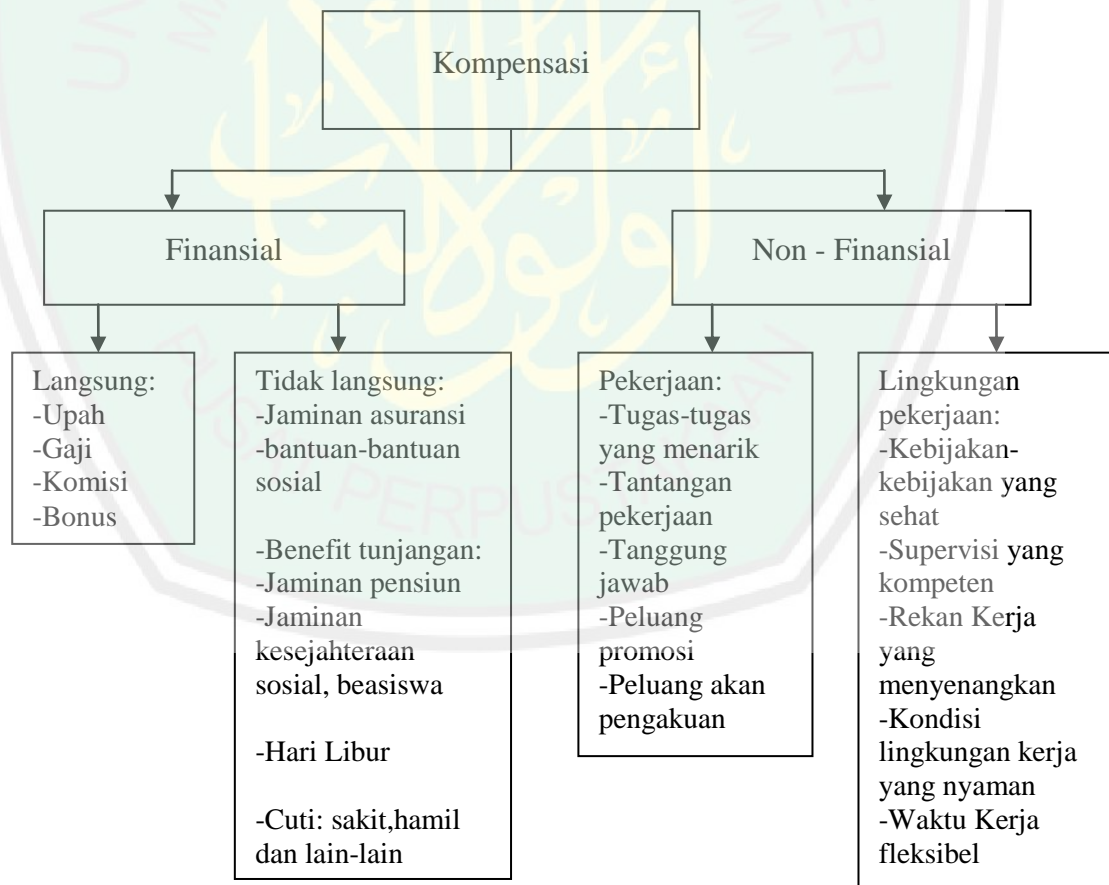 Kompensasi
Finansial
Non - Finansial
Langsung:
-Upah
-Gaji
-Komisi
-Bonus
Tidak langsung:
-Jaminan asuransi
-bantuan-bantuan
sosial
-Benefit tunjangan:
-Jaminan pensiun
-Jaminan
kesejahteraan
sosial, beasiswa
-Hari Libur
-Cuti: sakit,hamil
dan lain-lain
Pekerjaan:
-Tugas-tugas
yang menarik
-Tantangan
pekerjaan
-Tanggung
jawab
-Peluang
promosi
-Peluang akan
pengakuan
Lingkungan
pekerjaan:
-Kebijakan-
kebijakan yang
sehat
-Supervisi yang
kompeten
-Rekan Kerja
yang
menyenangkan
-Kondisi
lingkungan kerja
yang nyaman
-Waktu Kerja
fleksibel